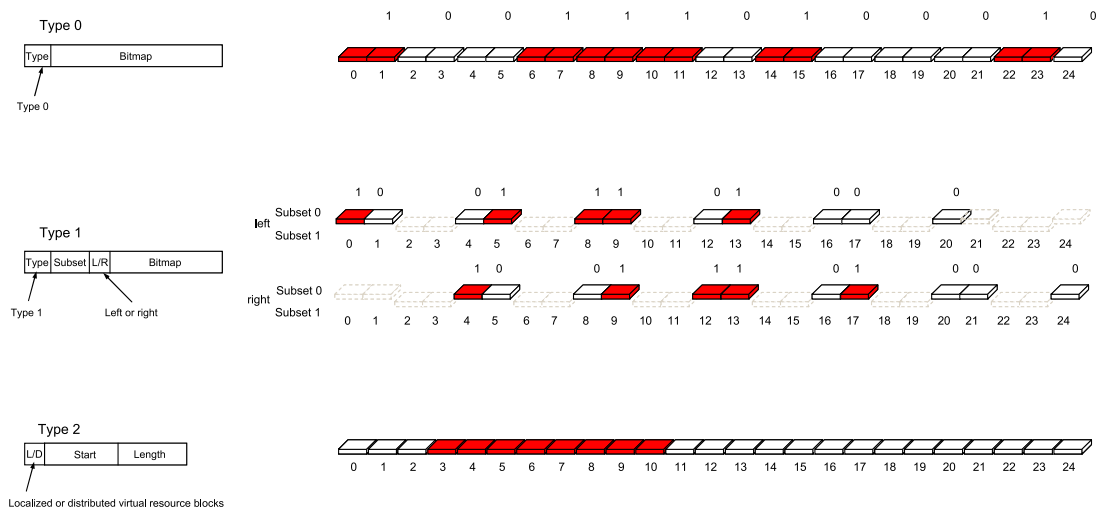 Type 0
1 0 0 1 1 1 0 1 0 0 0 1 0
Type Bitmap
0 1 2 3 4 5 6 7 8 9 10 11 12 13 14 15 16 17 18 19 20 21 22 23 24
Type 0
1 0 0 1 1 1 0 1 0 0 0
left Subset 0
Subset 1
0 1 2 3 4 5 6 7 8 9 10 11 12 13 14 15 16 17 18 19 20 21 22 23 24
Type 1
Type Subset L/R Bitmap
1 0 0 1 1 1 0 1 0 0 0
right Subset 0
Subset 1
0 1 2 3 4 5 6 7 8 9 10 11 12 13 14 15 16 17 18 19 20 21 22 23 24
Type 1 Left or right
Type 2
L/D Start Length
0 1 2 3 4 5 6 7 8 9 10 11 12 13 14 15 16 17 18 19 20 21 22 23 24
Localized or distributed virtual resource blocks